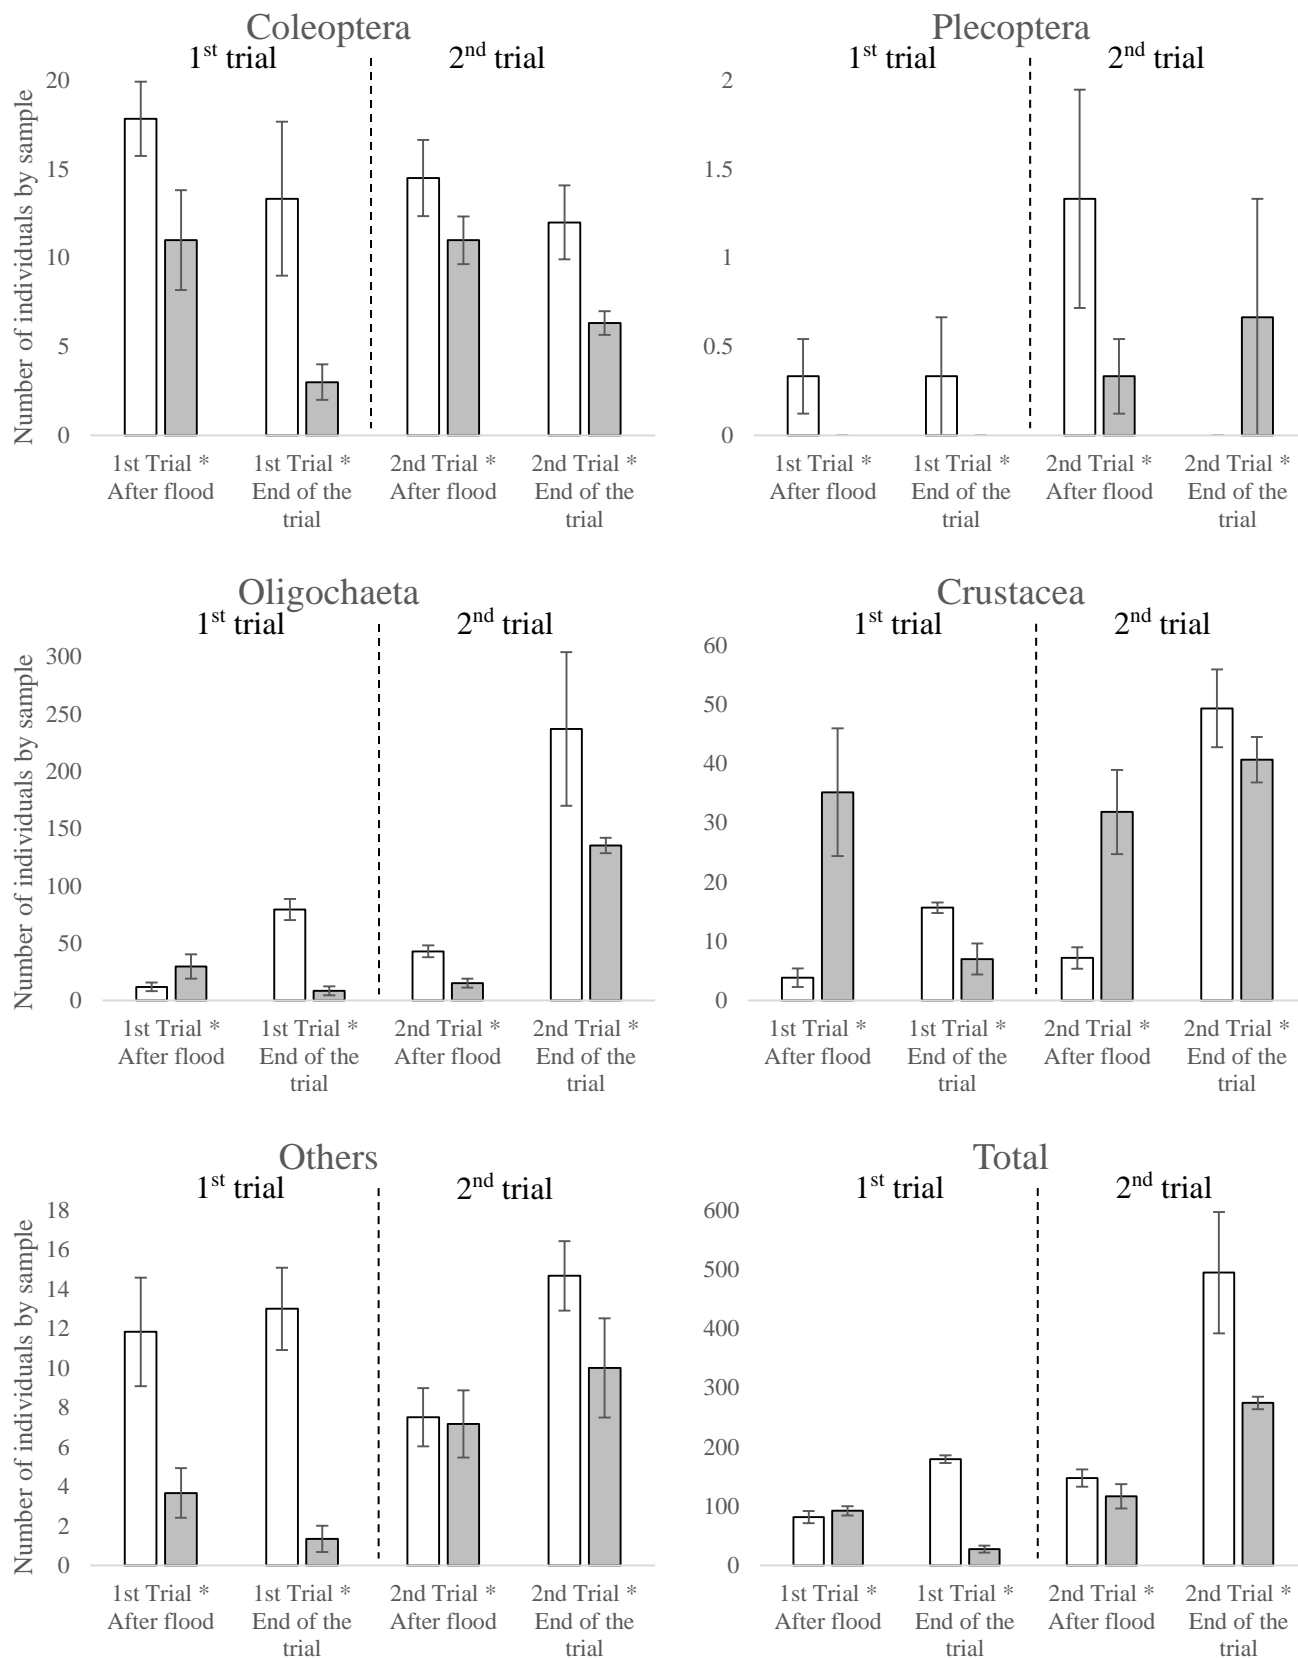 Coleoptera
1st trial
2nd trial
Number of individuals by sample
20
15
10
5
0
1st Trial *
After flood
1st Trial *
End of the
trial
2nd Trial *
After flood
2nd Trial *
End of the
trial
Plecoptera
1st trial
2nd trial
2
1.5
1
0.5
0
1st Trial *
After flood
1st Trial *
End of the
trial
2nd Trial *
After flood
2nd Trial *
End of the
trial
Oligochaeta
1st trial
2nd trial
Number of individuals by sample
300
250
200
150
100
50
0
1st Trial *
After flood
1st Trial *
End of the
trial
2nd Trial *
After flood
2nd Trial *
End of the
trial
Crustacea
1st trial
2nd trial
60
50
40
30
20
10
0
1st Trial *
After flood
1st Trial *
End of the
trial
2nd Trial *
After flood
2nd Trial *
End of the
trial
Others
1st trial
2nd trial
Number of individuals by sample
18
16
14
12
10
8
6
4
2
0
1st Trial *
After flood
1st Trial *
End of the
trial
2nd Trial *
After flood
2nd Trial *
End of the
trial
Total
1st trial
2nd trial
600
500
400
300
200
100
0
1st Trial *
After flood
1st Trial *
End of the
trial
2nd Trial *
After flood
2nd Trial *
End of the
trial